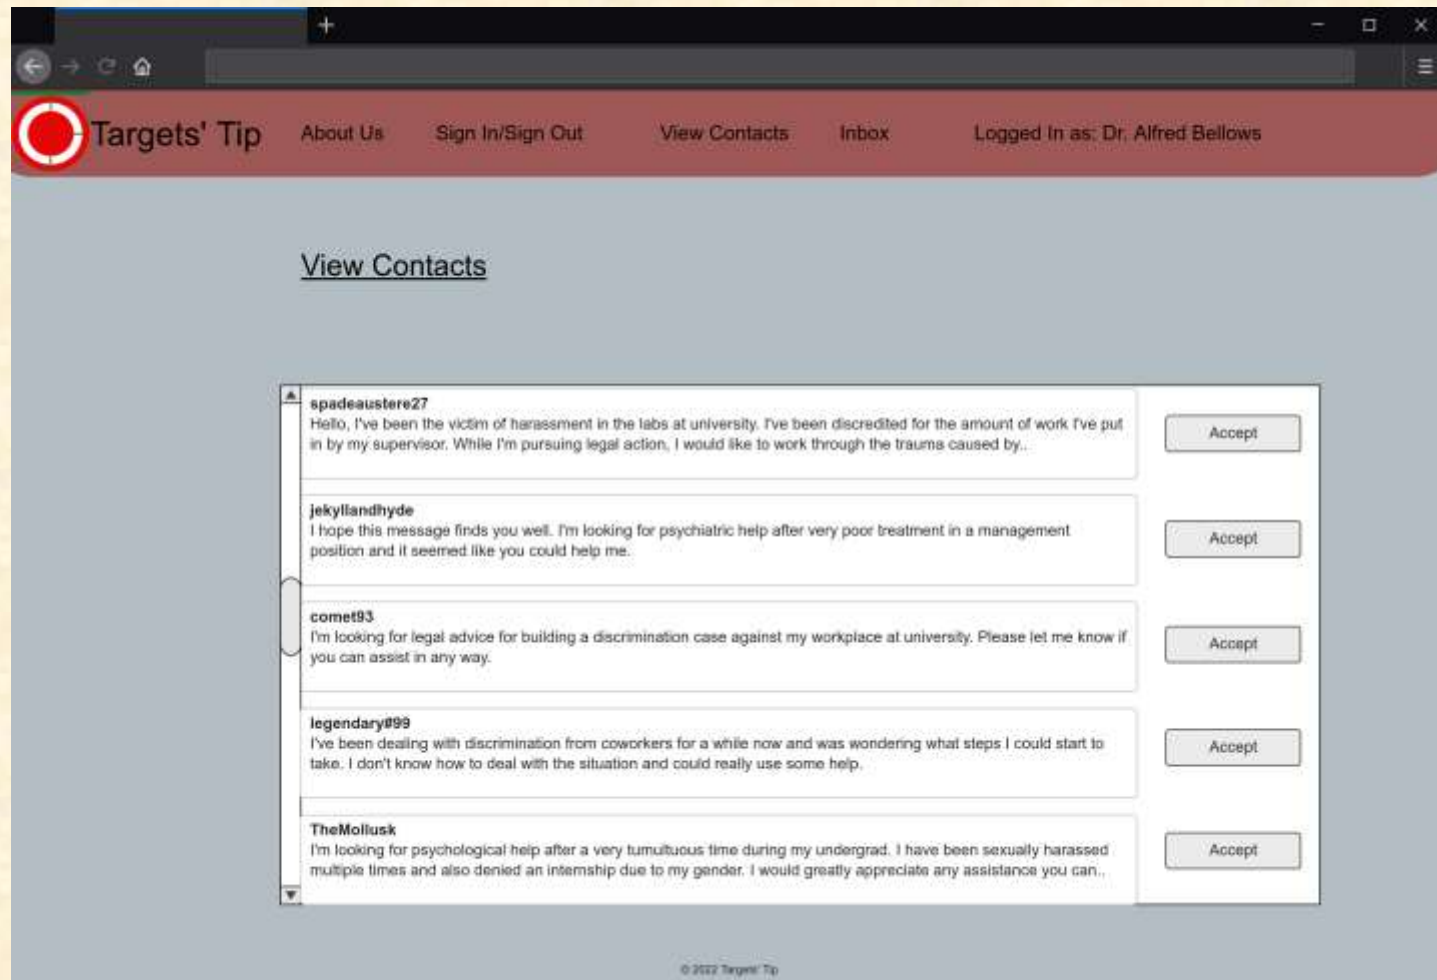 Targets' Tip
About Us
Sign In/Sign Out
View Contacts
Inbox
Logged In as: Dr. Alfred Bellows
View Contacts
spadeaustere27
Hello, I've been the victim of harassment in the labs at university. I've been discredited for the amount of work I've put
in by my supervisor. While I'm pursuing legal action, I would like to work through the trauma caused by..
Accept
jekyllandhyde
I hope this message finds you well. I'm looking for psychiatric help after very poor treatment in a management
position and it seemed like you could help me.
Accept
comet93
I'm looking for legal advice for building a discrimination case against my workplace at university. Please let me know if
you can assist in any way.
Accept
legendary#99
I've been dealing with discrimination from coworkers for a while now and was wondering what steps I could start to
take. I don't know how to deal with the situation and could really use some help.
Accept
TheMollusk
I'm looking for psychological help after a very tumultuous time during my undergrad. I have been sexually harassed
multiple times and also denied an internship due to my gender. I would greatly appreciate any assistance you can..
Accept
© 2022 Targets' Tip